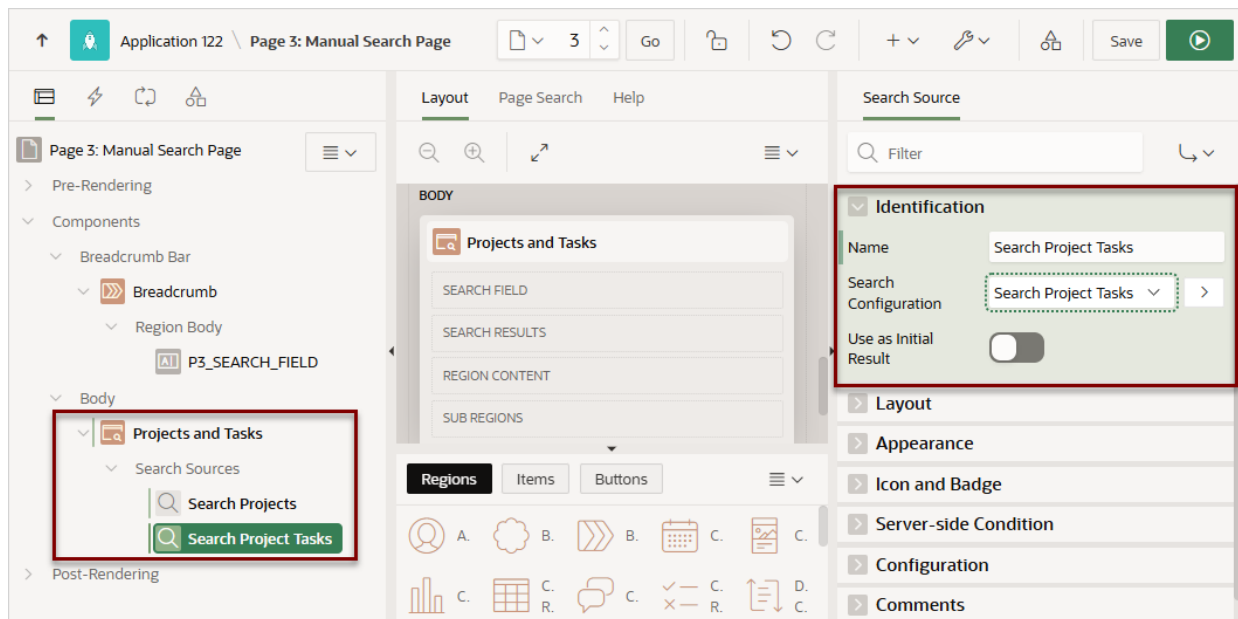 Application 122 \ Page 3: Manual Search Page
3
Go
Save
Layout
Page Search
Help
Search Source
Page 3: Manual Search Page
Pre-Rendering
Components
Breadcrumb Bar
Breadcrumb
Region Body
P3_SEARCH_FIELD
Body
Projects and Tasks
Search Sources
Search Projects
Search Project Tasks
Post-Rendering
BODY
Projects and Tasks
SEARCH FIELD
SEARCH RESULTS
REGION CONTENT
SUB REGIONS
Regions
Items
Buttons
A.
B.
B.
C.
C.
C.
C.
R.
C.
C.
R.
D.
C.
Filter
Identification
Name
Search Project Tasks
Search
Configuration
Search Project Tasks
Use as Initial
Result
Layout
Appearance
Icon and Badge
Server-side Condition
Configuration
Comments